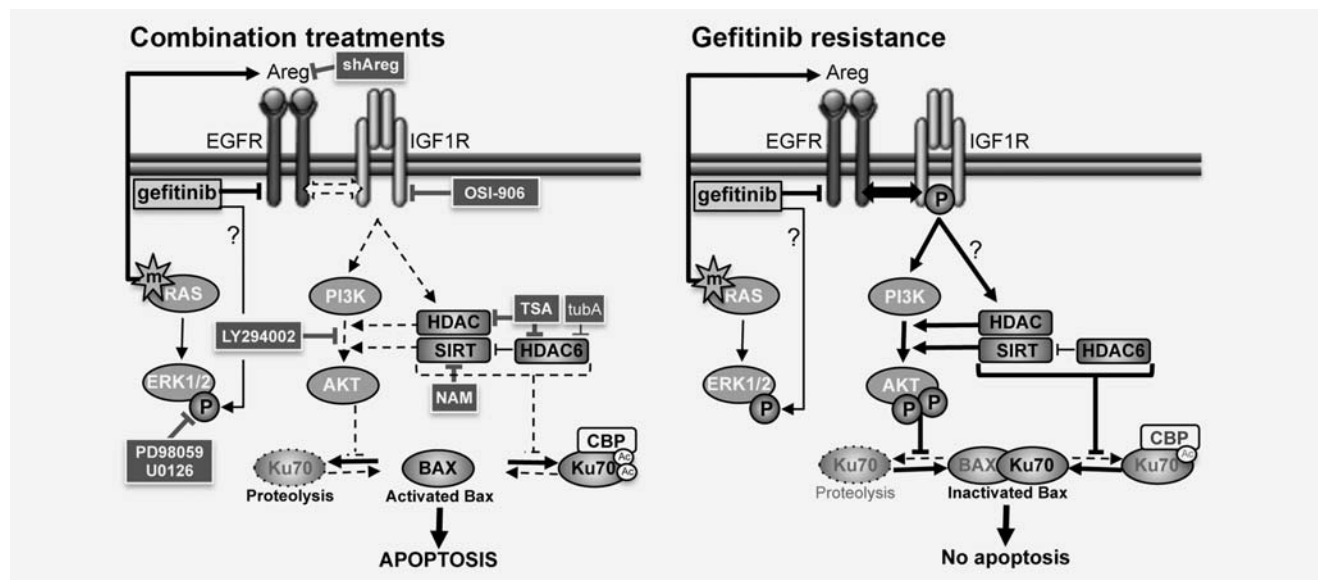 Combination treatments
Areg
shAreg
EGFR
IGF1R
gefitinib
OSI-906
?
m
RAS
PI3K
TSA
tubA
HDAC
LY294002
SIRT
HDAC6
ERK1/2
AKT
P
NAM
PD98059
U0126
CBP
Ku70
BAX
Ku70
Ac
Ac
Proteolysis
Activated Bax
APOPTOSIS
Gefitinib resistance
Areg
EGFR
IGF1R
gefitinib
P
?
?
m
RAS
PI3K
HDAC
SIRT
HDAC6
ERK1/2
AKT
P
P
P
CBP
Ku70
BAX
Ku70
Ku70
Ac
Proteolysis
Inactivated Bax
No apoptosis